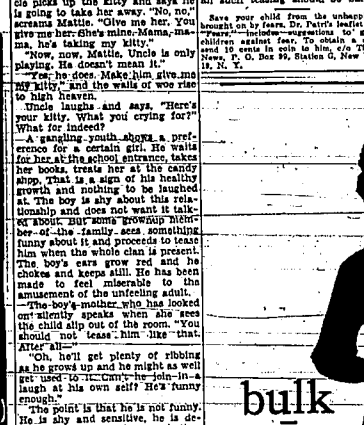 cle picks up the kitty and says he
is going to take her away. "No, no,"
screams Mattie. "Give me her. You
give me her. She's mine. Mama, ma-
ma, he's taking my kitty."
"Now, now, Mattie, Uncle is only
playing. He doesn't mean it."
"Yes, he does. Make him give me
my kitty," and the wails of woe rise
to high heaven.
Uncle laughs and says, "Here's
your kitty. What you crying for?"
What for indeed?
A gangling youth shows a pref-
erence for a certain girl. He waits
for her at the school entrance, takes
her books, treats her at the candy
shop. That is a sign of his healthy
growth and nothing to be laughed
at. The boy is shy about this rela-
tionship and does not want it talk-
ed about. But some grownup mem-
ber of the family sees something
funny about it and proceeds to tease
him when the whole clan is present.
The boy's ears grow red and he
chokes and keeps still. He has been
made to feel miserable to the
amusement of the unfeeling adult.
The boy's mother who has looked
on silently speaks when she sees
the child slip out of the room. "You
should not tease him like that.
After all—"
"Oh, he'll get plenty of ribbing
as he grows up and he might as well
get used to it. Can't he join in a
laugh at his own self? He's funny
enough."
The point is that he is not funny.
He is shy and sensitive, he is de-
Save your child from the unhap
brought on by fears. Dr. Patri's leaflet
"Fears," includes suggestions to g
children against fear. To obtain a
send 10 cents in coin to him, c/o T
News, P. O. Box 99, Station G, New
19, N. Y.
bulk